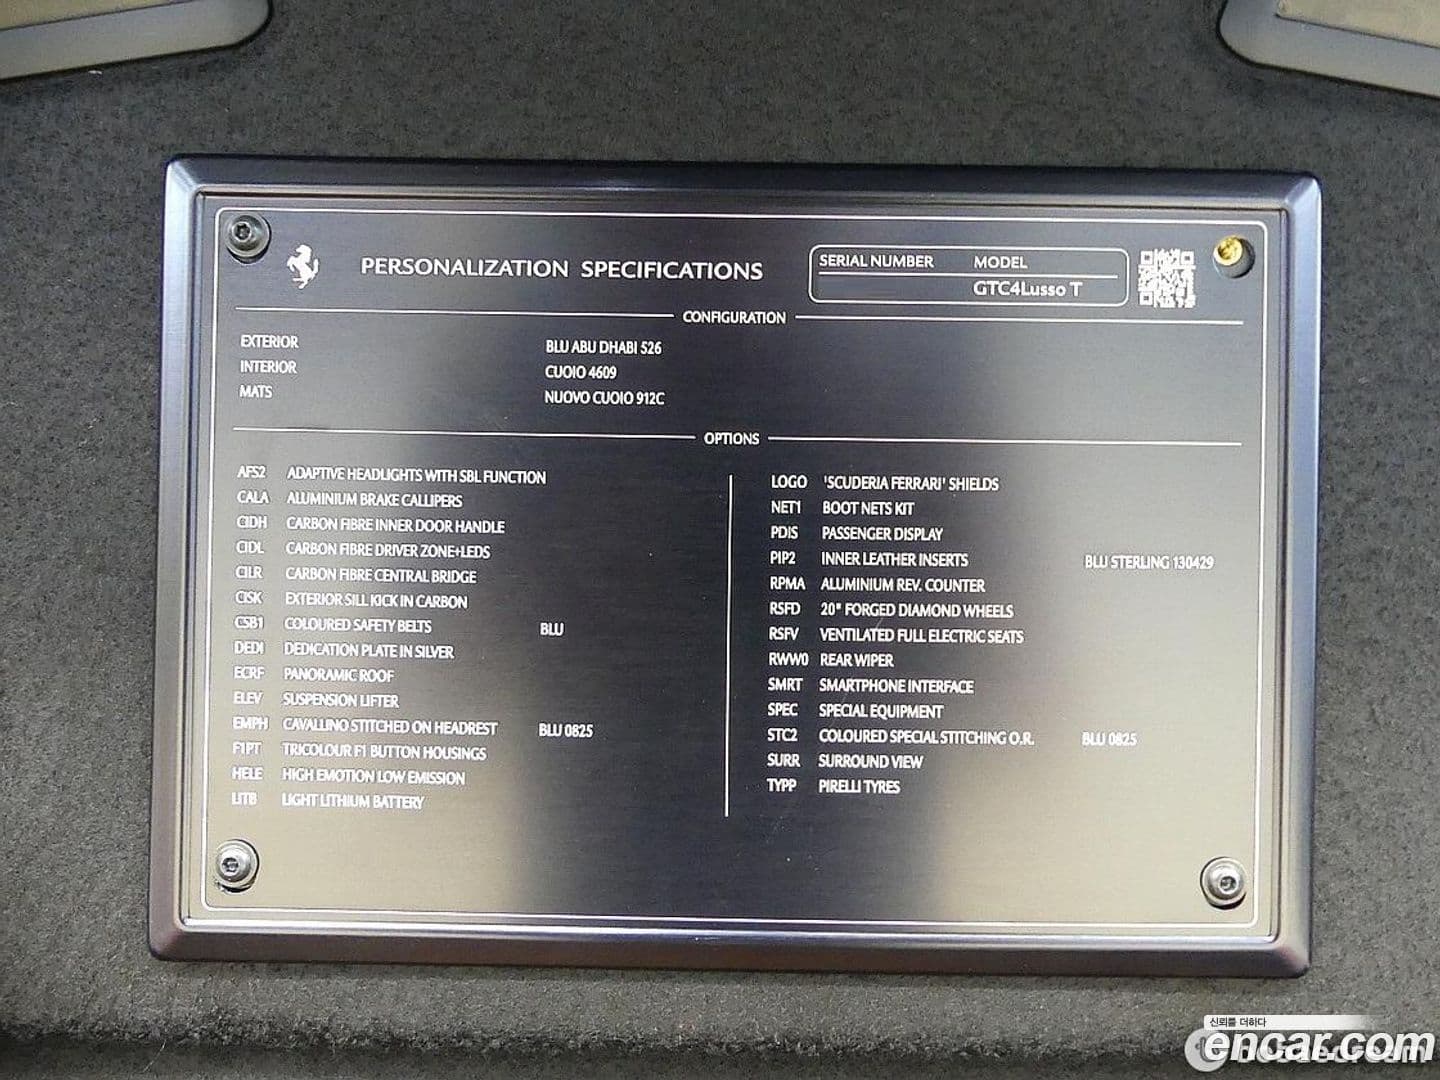 PERSONALIZATION SPECIFICATIONS
SERIAL NUMBER MODEL
GTC4Lusso T
CONFIGURATION
EXTERIOR BLU ABU DHABI 526
INTERIOR CUOIO 4609
MATS NUOVO CUOIO 912C
OPTIONS
AFS2 ADAPTIVE HEADLIGHTS WITH SBL FUNCTION
CALA ALUMINIUM BRAKE CALLIPERS
CIDH CARBON FIBRE INNER DOOR HANDLE
CIDL CARBON FIBRE DRIVER ZONE+LEDS
CILR CARBON FIBRE CENTRAL BRIDGE
CISK EXTERIOR SILL KICK IN CARBON
CSB1 COLOURED SAFETY BELTS BLU
DEDI DEDICATION PLATE IN SILVER
ECRF PANORAMIC ROOF
ELEV SUSPENSION LIFTER
EMPH CAVALLINO STITCHED ON HEADREST BLU 0825
F1PT TRICOLOUR F1 BUTTON HOUSINGS
HELE HIGH EMOTION LOW EMISSION
LITB LIGHT LITHIUM BATTERY
LOGO 'SCUDERIA FERRARI' SHIELDS
NET1 BOOT NETS KIT
PDIS PASSENGER DISPLAY
PIP2 INNER LEATHER INSERTS BLU STERLING 130429
RPMA ALUMINIUM REV. COUNTER
RSFD 20" FORGED DIAMOND WHEELS
RSFV VENTILATED FULL ELECTRIC SEATS
RWW0 REAR WIPER
SMRT SMARTPHONE INTERFACE
SPEC SPECIAL EQUIPMENT
STC2 COLOURED SPECIAL STITCHING O.R. BLU 0825
SURR SURROUND VIEW
TYPP PIRELLI TYRES
신뢰를 더하다
encar.com